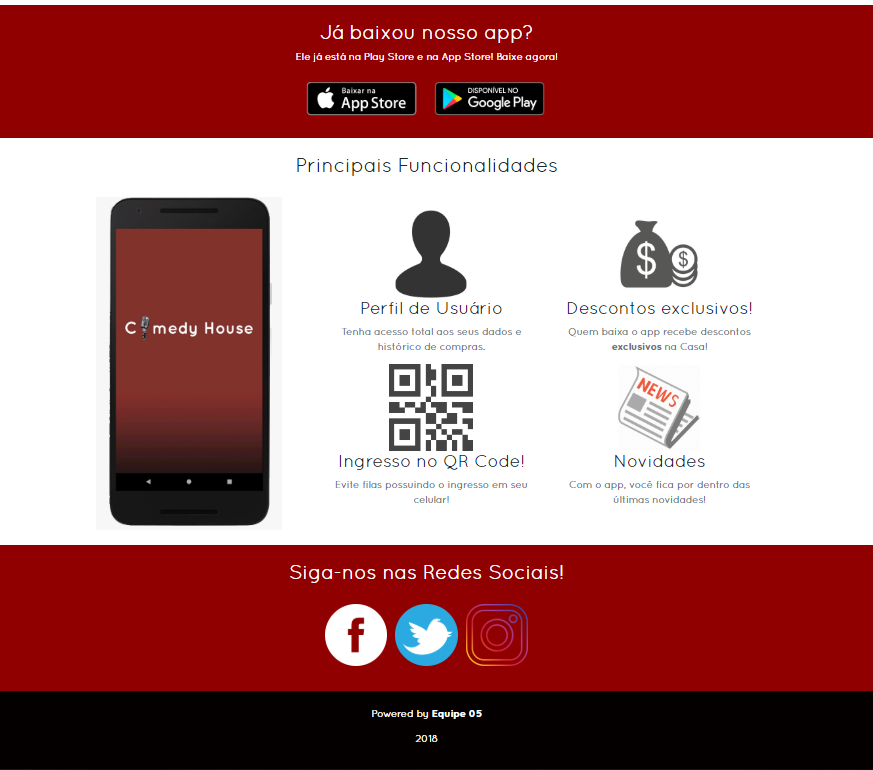 Já baixou nosso app?
Ele já está na Play Store e na App Store! Baixe agora!
Baixar na
App Store
DISPONÍVEL NO
Google Play
Principais Funcionalidades
C medy House
Perfil de Usuário
Tenha acesso total aos seus dados e
histórico de compras.
$ $
Descontos exclusivos!
Quem baixa o app recebe descontos
exclusivos na Casa!
Ingresso no QR Code!
Evite filas possuindo o ingresso em seu
celular!
NEWS
Novidades
Com o app, você fica por dentro das
últimas novidades!
Siga-nos nas Redes Sociais!
f
Powered by Equipe 05
2018